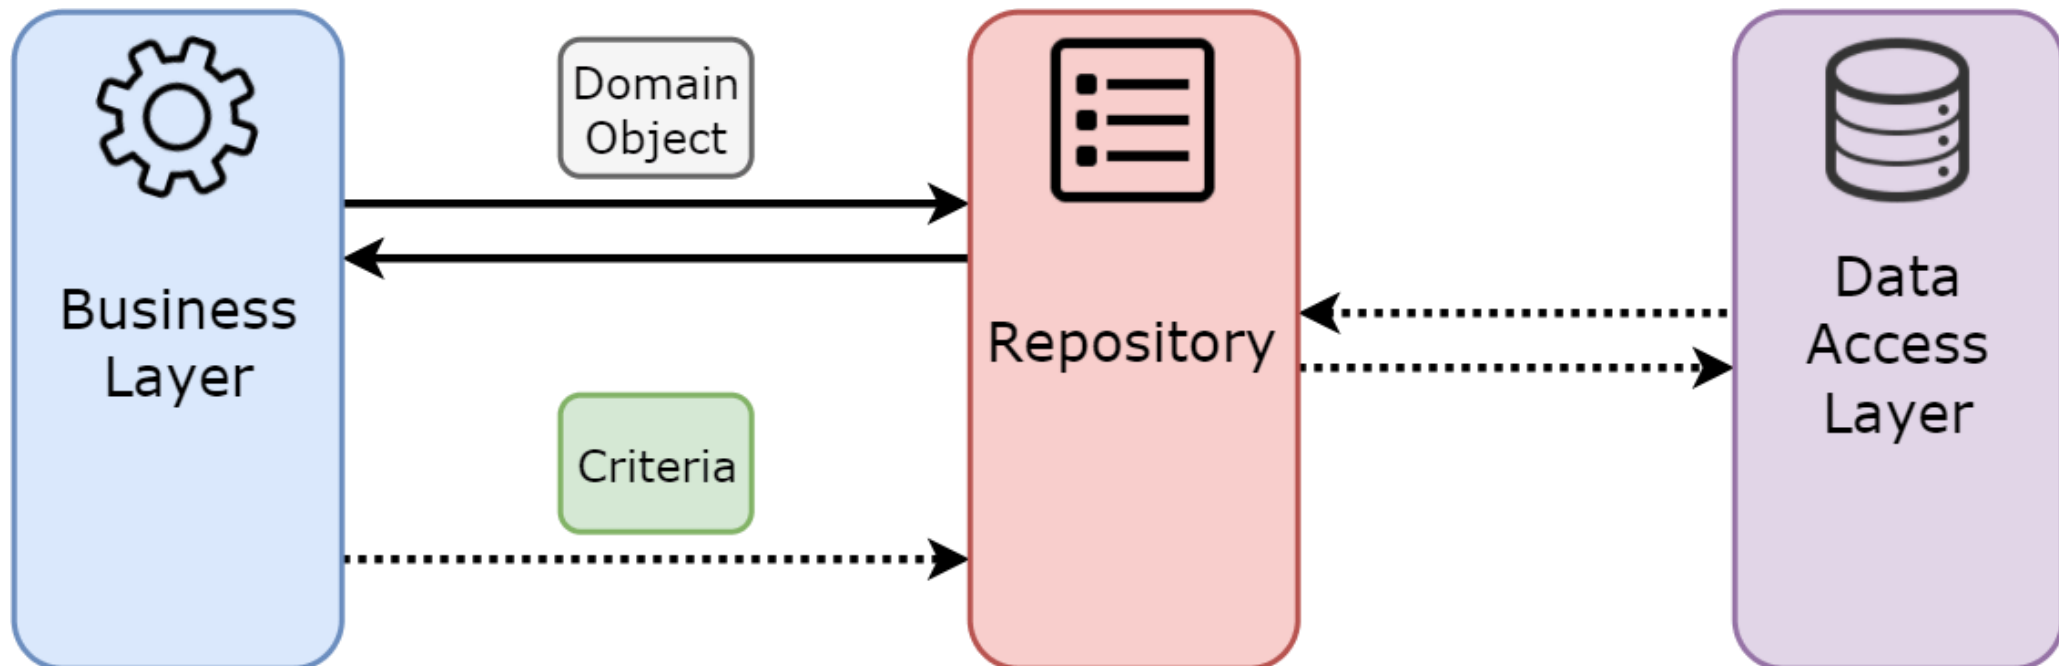 Business
Layer
Domain
Object
Criteria
Repository
Data
Access
Layer